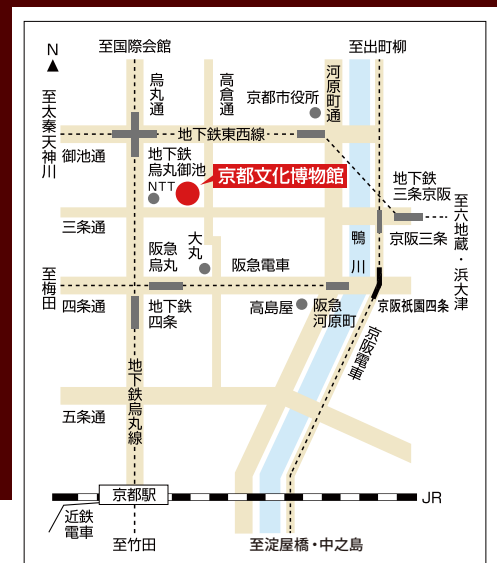 N
至国際会館
至出町柳
烏丸通
高倉通
河原町通
京都市役所
至太秦天神川
地下鉄東西線
御池通
地下鉄
烏丸御池
NTT
京都文化博物館
地下鉄
三条京阪
三条通
京阪三条
至六地蔵・浜大津
鴨川
大丸
阪急
烏丸
阪急電車
至梅田
四条通
地下鉄
四条
高島屋
阪急
河原町
京阪祇園四条
京阪電車
地下鉄烏丸線
五条通
京都駅
JR
近鉄
電車
至竹田
至淀屋橋・中之島